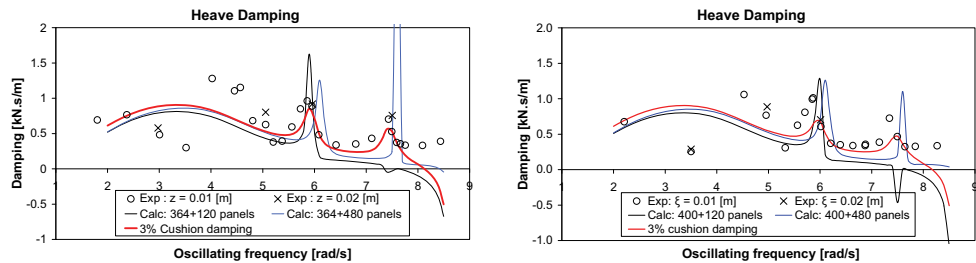 Heave Damping
Damping [kN.s/m]
2
1.5
1
0.5
0
-0.5
-1
1 2 3 4 5 6 7 8 9
Exp : z = 0.01 [m] Exp : z = 0.02 [m]
Calc: 364+120 panels Calc: 364+480 panels
3% Cushion damping
Oscillating frequency [rad/s]
Heave Damping
Damping [kN.s/m]
2.0
1.5
1.0
0.5
0.0
-0.5
-1.0
1 2 3 4 5 6 7 8 9
Exp: ξ = 0.01 [m] Exp: ξ = 0.02 [m]
Calc: 400+120 panels Calc: 400+480 panels
3% cushion damping
Oscillating frequency [rad/s]